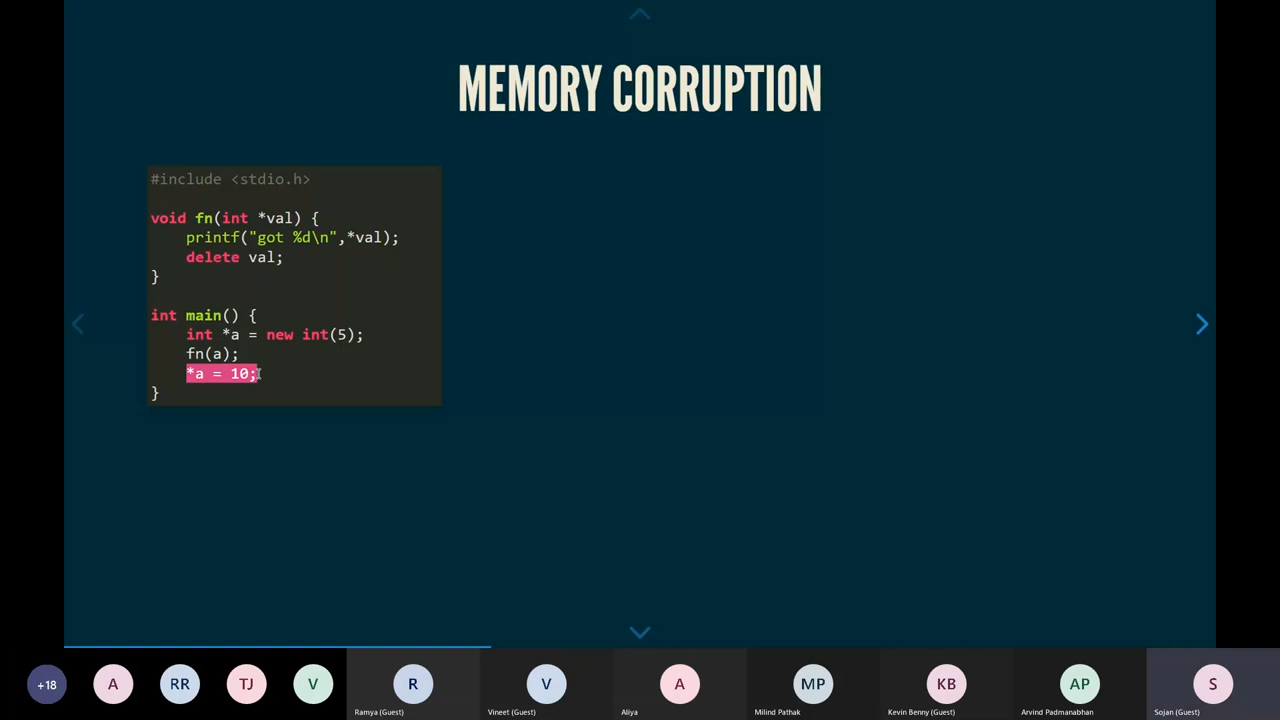 MEMORY CORRUPTION
#include <stdio.h>
void fn(int *val) {
printf("got %d\n",*val);
delete val;
}
int main() {
int *a = new int(5);
fn(a);
*a = 10;
}
+18
A
RR
TJ
V
R
V
A
MP
KB
AP
S
Ramya (Guest)
Vineet (Guest)
Aliya
Milind Pathak
Kevin Benny (Guest)
Arvind Padmanabhan
Sojan (Guest)